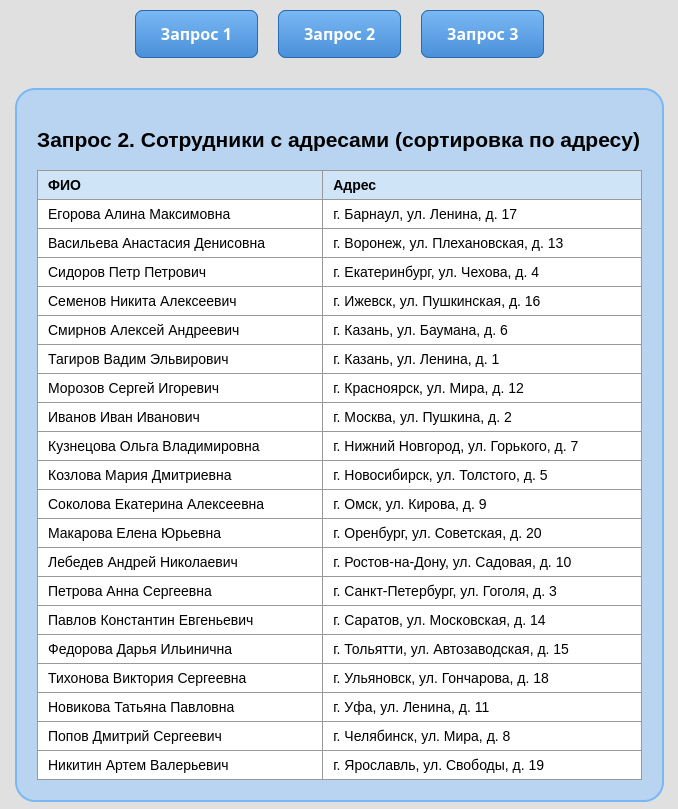 Запрос 1 Запрос 2 Запрос 3
Запрос 2. Сотрудники с адресами (сортировка по адресу)
ФИО Адрес
Егорова Алина Максимовна г. Барнаул, ул. Ленина, д. 17
Васильева Анастасия Денисовна г. Воронеж, ул. Плехановская, д. 13
Сидоров Петр Петрович г. Екатеринбург, ул. Чехова, д. 4
Семенов Никита Алексеевич г. Ижевск, ул. Пушкинская, д. 16
Смирнов Алексей Андреевич г. Казань, ул. Баумана, д. 6
Тагиров Вадим Эльвирович г. Казань, ул. Ленина, д. 1
Морозов Сергей Игоревич г. Красноярск, ул. Мира, д. 12
Иванов Иван Иванович г. Москва, ул. Пушкина, д. 2
Кузнецова Ольга Владимировна г. Нижний Новгород, ул. Горького, д. 7
Козлова Мария Дмитриевна г. Новосибирск, ул. Толстого, д. 5
Соколова Екатерина Алексеевна г. Омск, ул. Кирова, д. 9
Макарова Елена Юрьевна г. Оренбург, ул. Советская, д. 20
Лебедев Андрей Николаевич г. Ростов-на-Дону, ул. Садовая, д. 10
Петрова Анна Сергеевна г. Санкт-Петербург, ул. Гоголя, д. 3
Павлов Константин Евгеньевич г. Саратов, ул. Московская, д. 14
Федорова Дарья Ильинична г. Тольятти, ул. Автозаводская, д. 15
Тихонова Виктория Сергеевна г. Ульяновск, ул. Гончарова, д. 18
Новикова Татьяна Павловна г. Уфа, ул. Ленина, д. 11
Попов Дмитрий Сергеевич г. Челябинск, ул. Мира, д. 8
Никитин Артем Валерьевич г. Ярославль, ул. Свободы, д. 19